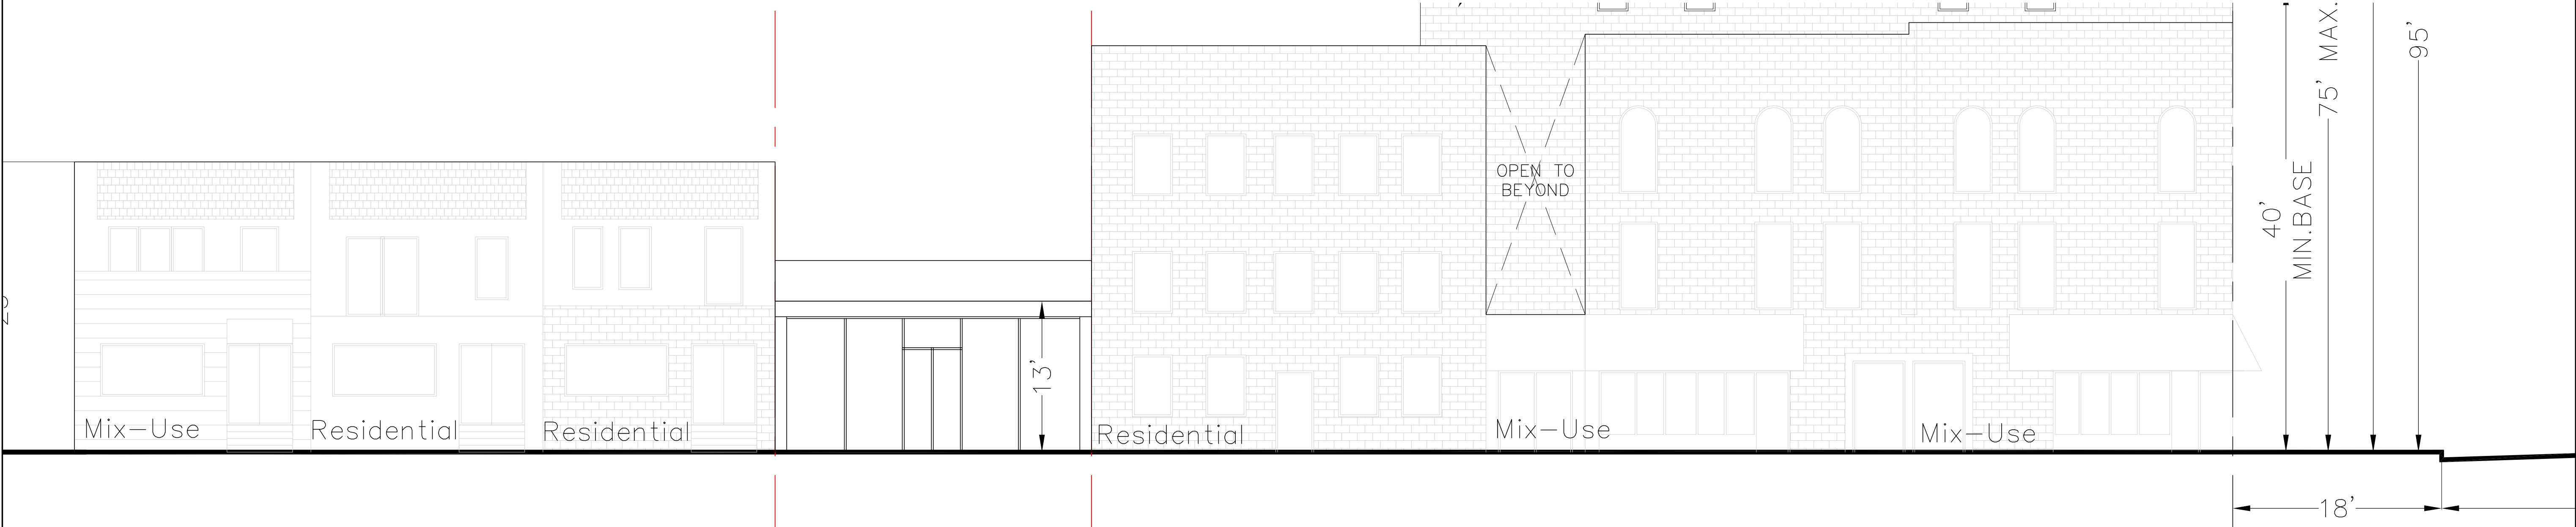 Mix-Use
Residential
Residential
13'
Residential
OPEN TO
BEYOND
Mix-Use
Mix-Use
40'
MIN.BASE
75' MAX.
95'
18'